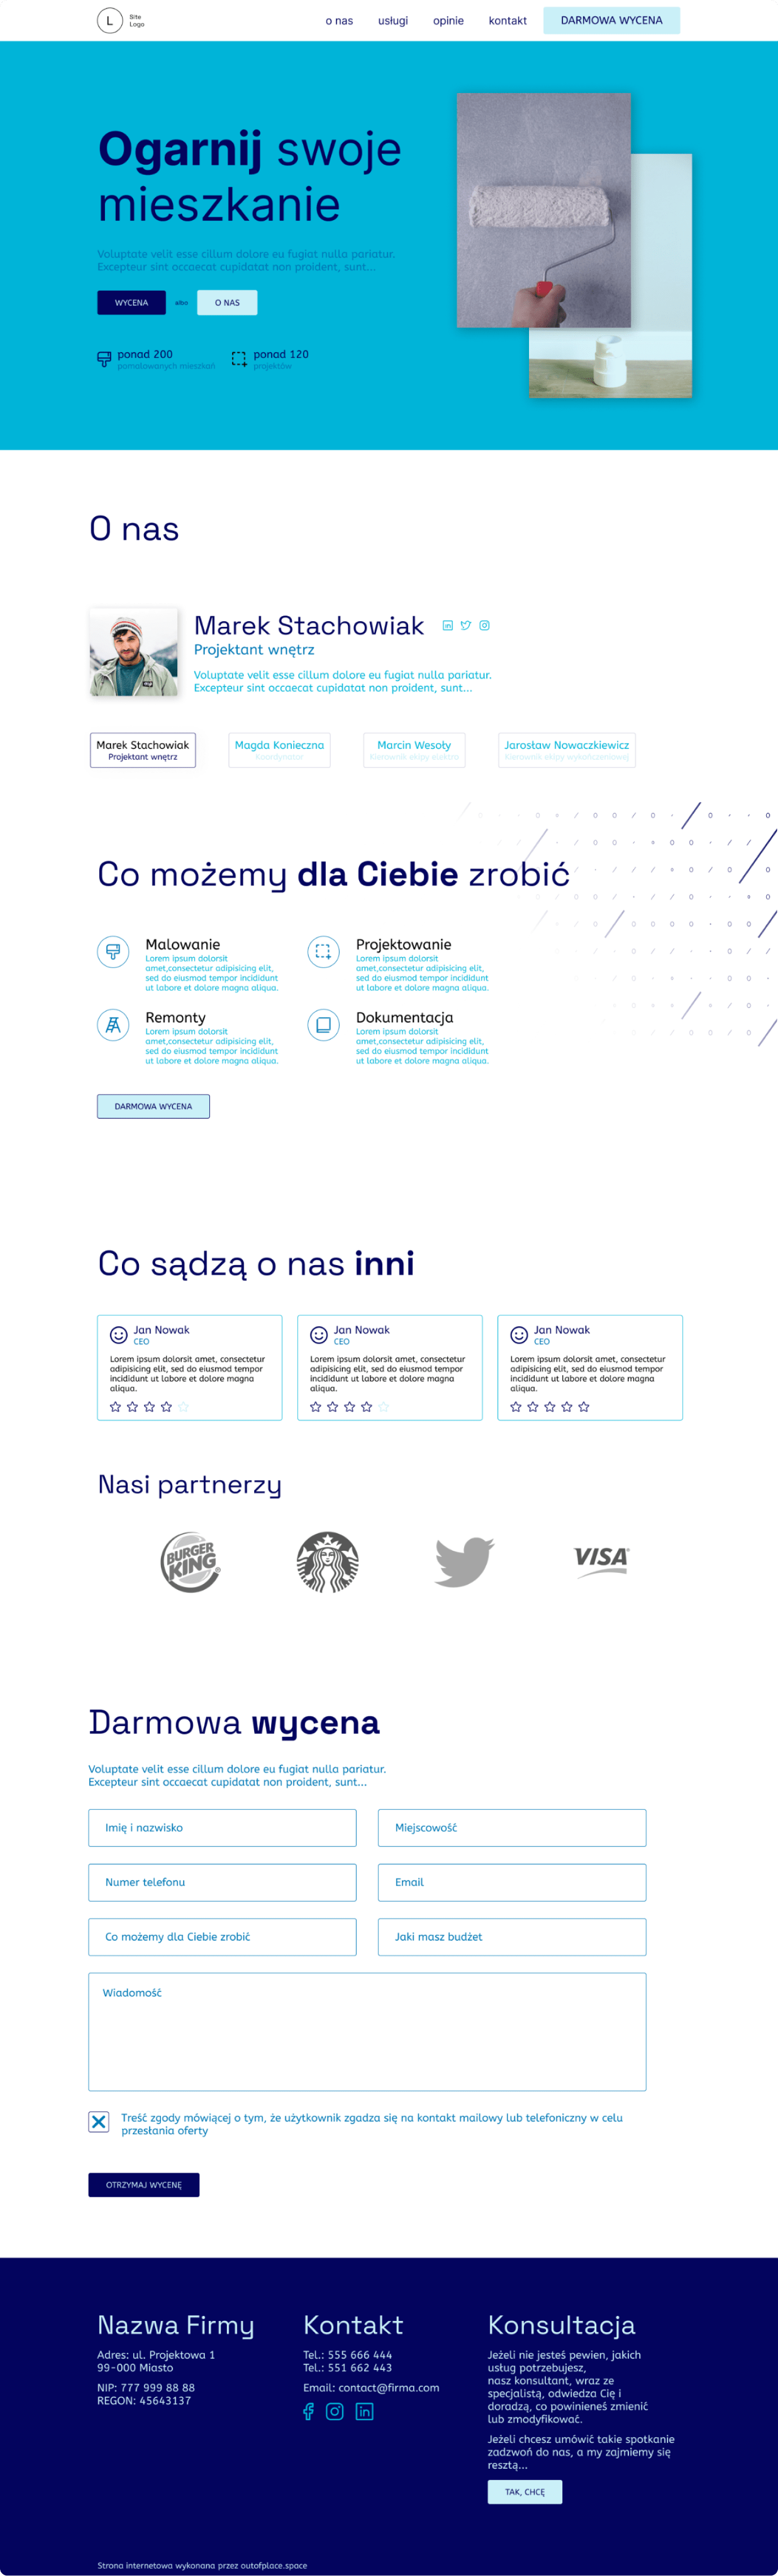 L
Site
Logo
o nas
usługi
opinie
kontakt
DARMOWA WYCENA
Ogarnij swoje
mieszkanie
Voluptate velit esse cillum dolore eu fugiat nulla pariatur.
Excepteur sint occaecat cupidatat non proident, sunt...
WYCENA
albo
O NAS
ponad 200
pomalowanych mieszkań
ponad 120
projektów
O nas
Marek Stachowiak
Projektant wnętrz
Voluptate velit esse cillum dolore eu fugiat nulla pariatur.
Excepteur sint occaecat cupidatat non proident, sunt...
Marek Stachowiak
Projektant wnętrz
Magda Konieczna
Koordynator
Marcin Wesoły
Kierownik ekipy elektro
Jarosław Nowaczkiewicz
Kierownik ekipy wykończeniowej
Co możemy dla Ciebie zrobić
Malowanie
Lorem ipsum dolorsit
amet,consectetur adipisicing elit,
sed do eiusmod tempor incididunt
ut labore et dolore magna aliqua.
Projektowanie
Lorem ipsum dolorsit
amet,consectetur adipisicing elit,
sed do eiusmod tempor incididunt
ut labore et dolore magna aliqua.
Remonty
Lorem ipsum dolorsit
amet,consectetur adipisicing elit,
sed do eiusmod tempor incididunt
ut labore et dolore magna aliqua.
Dokumentacja
Lorem ipsum dolorsit
amet,consectetur adipisicing elit,
sed do eiusmod tempor incididunt
ut labore et dolore magna aliqua.
DARMOWA WYCENA
Co sądzą o nas inni
Jan Nowak
CEO
Lorem ipsum dolorsit amet, consectetur
adipisicing elit, sed do eiusmod tempor
incididunt ut labore et dolore magna
aliqua.
Jan Nowak
CEO
Lorem ipsum dolorsit amet, consectetur
adipisicing elit, sed do eiusmod tempor
incididunt ut labore et dolore magna
aliqua.
Jan Nowak
CEO
Lorem ipsum dolorsit amet, consectetur
adipisicing elit, sed do eiusmod tempor
incididunt ut labore et dolore magna
aliqua.
Nasi partnerzy
BURGER
KING
VISA
Darmowa wycena
Voluptate velit esse cillum dolore eu fugiat nulla pariatur.
Excepteur sint occaecat cupidatat non proident, sunt...
Imię i nazwisko
Miejscowość
Numer telefonu
Email
Co możemy dla Ciebie zrobić
Jaki masz budżet
Wiadomość
Treść zgody mówiącej o tym, że użytkownik zgadza się na kontakt mailowy lub telefoniczny w celu
przesłania oferty
OTRZYMAJ WYCENĘ
Nazwa Firmy
Adres: ul. Projektowa 1
99-000 Miasto
NIP: 777 999 88 88
REGON: 45643137
Kontakt
Tel.: 555 666 444
Tel.: 551 662 443
Email: contact@firma.com
Konsultacja
Jeżeli nie jesteś pewien, jakich
usług potrzebujesz,
nasz konsultant, wraz ze
specjalistą, odwiedza Cię i
doradzą, co powinieneś zmienić
lub zmodyfikować.
Jeżeli chcesz umówić takie spotkanie
zadzwoń do nas, a my zajmiemy się
resztą...
TAK, CHCĘ
Strona internetowa wykonana przez outofplace.space